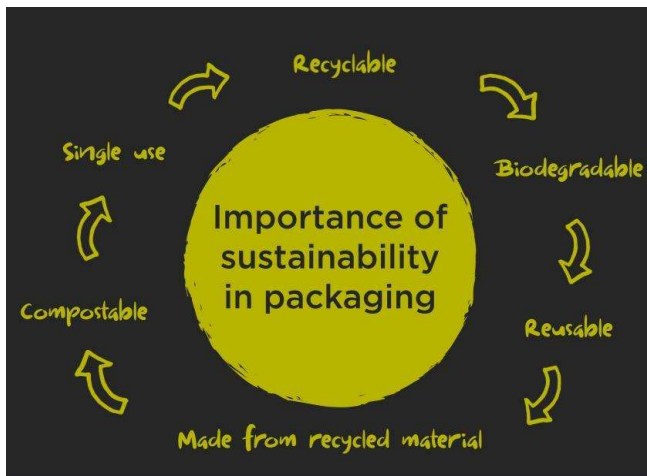 Recyclable
Single use
Biodegradable
Importance of
sustainability
in packaging
Compostable
Reusable
Made from recycled material